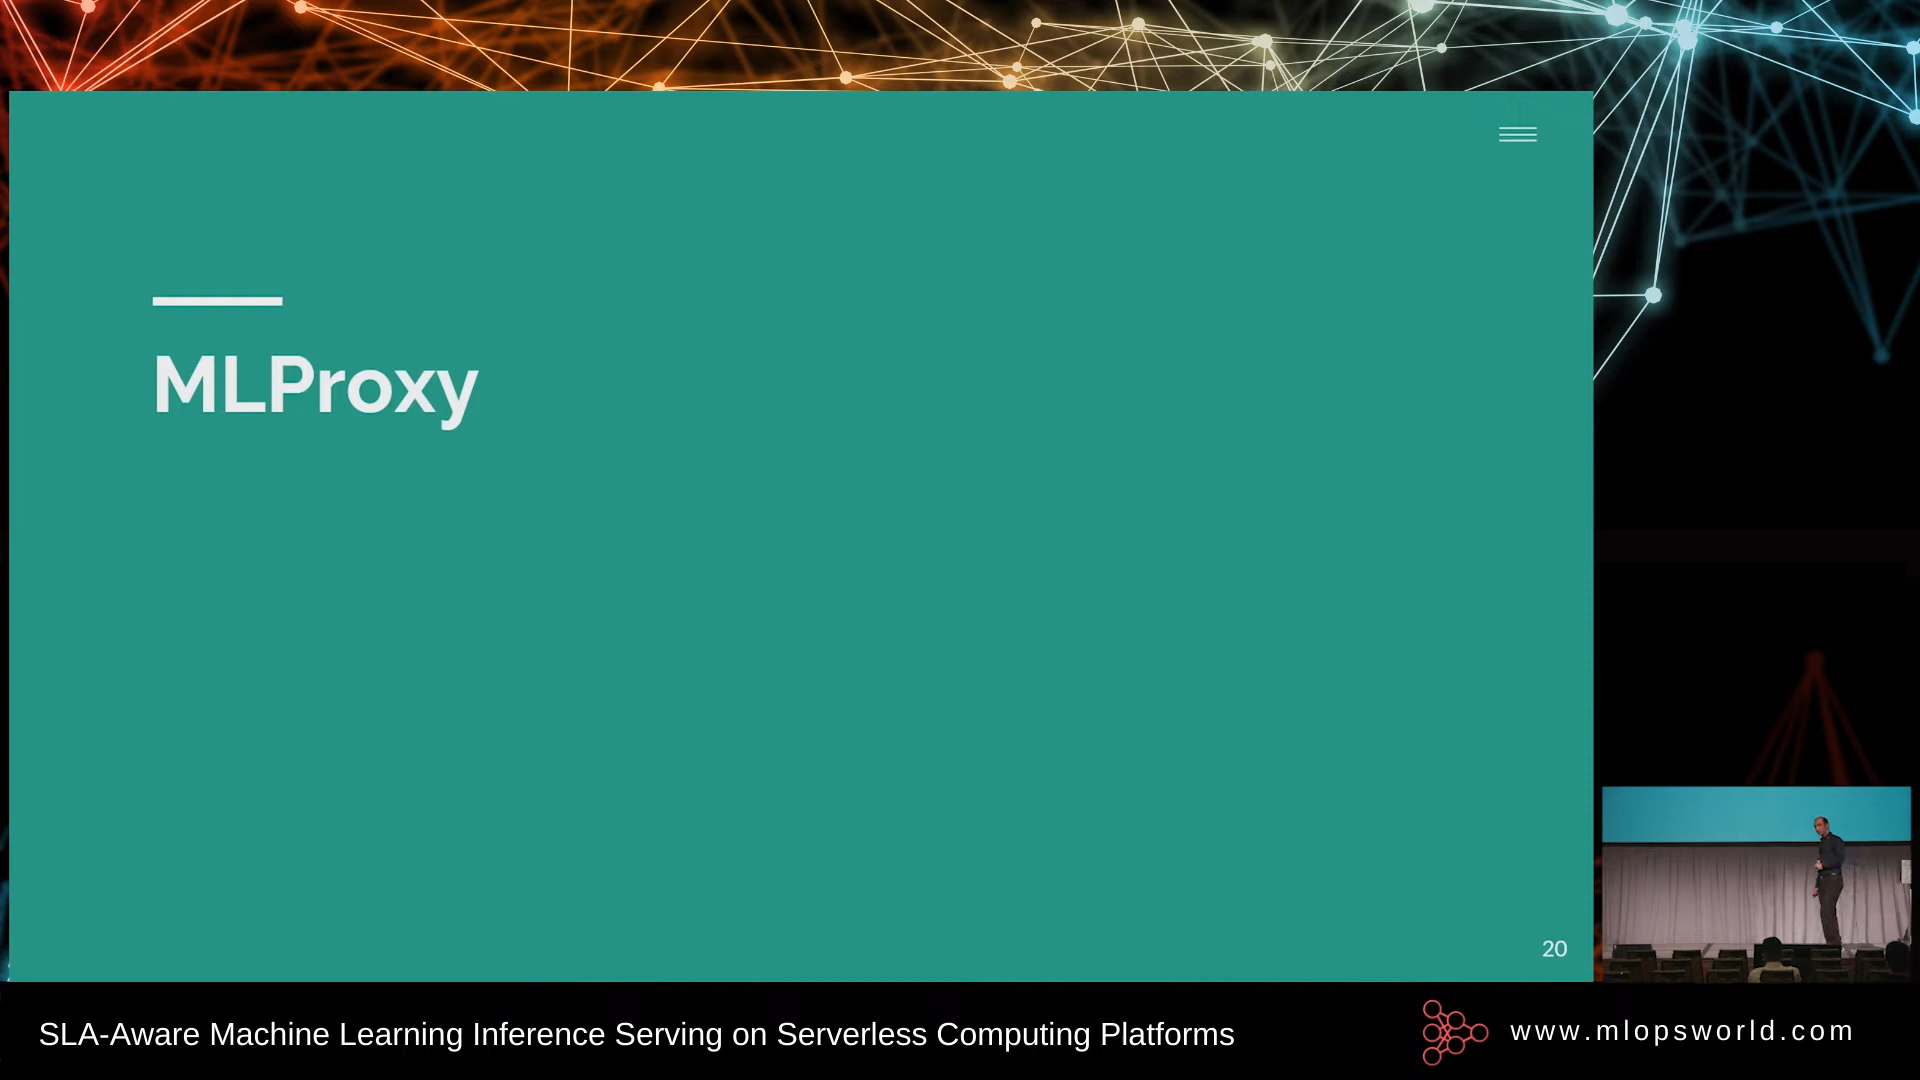 MLProxy
20
SLA-Aware Machine Learning Inference Serving on Serverless Computing Platforms
www.mlopsworld.com